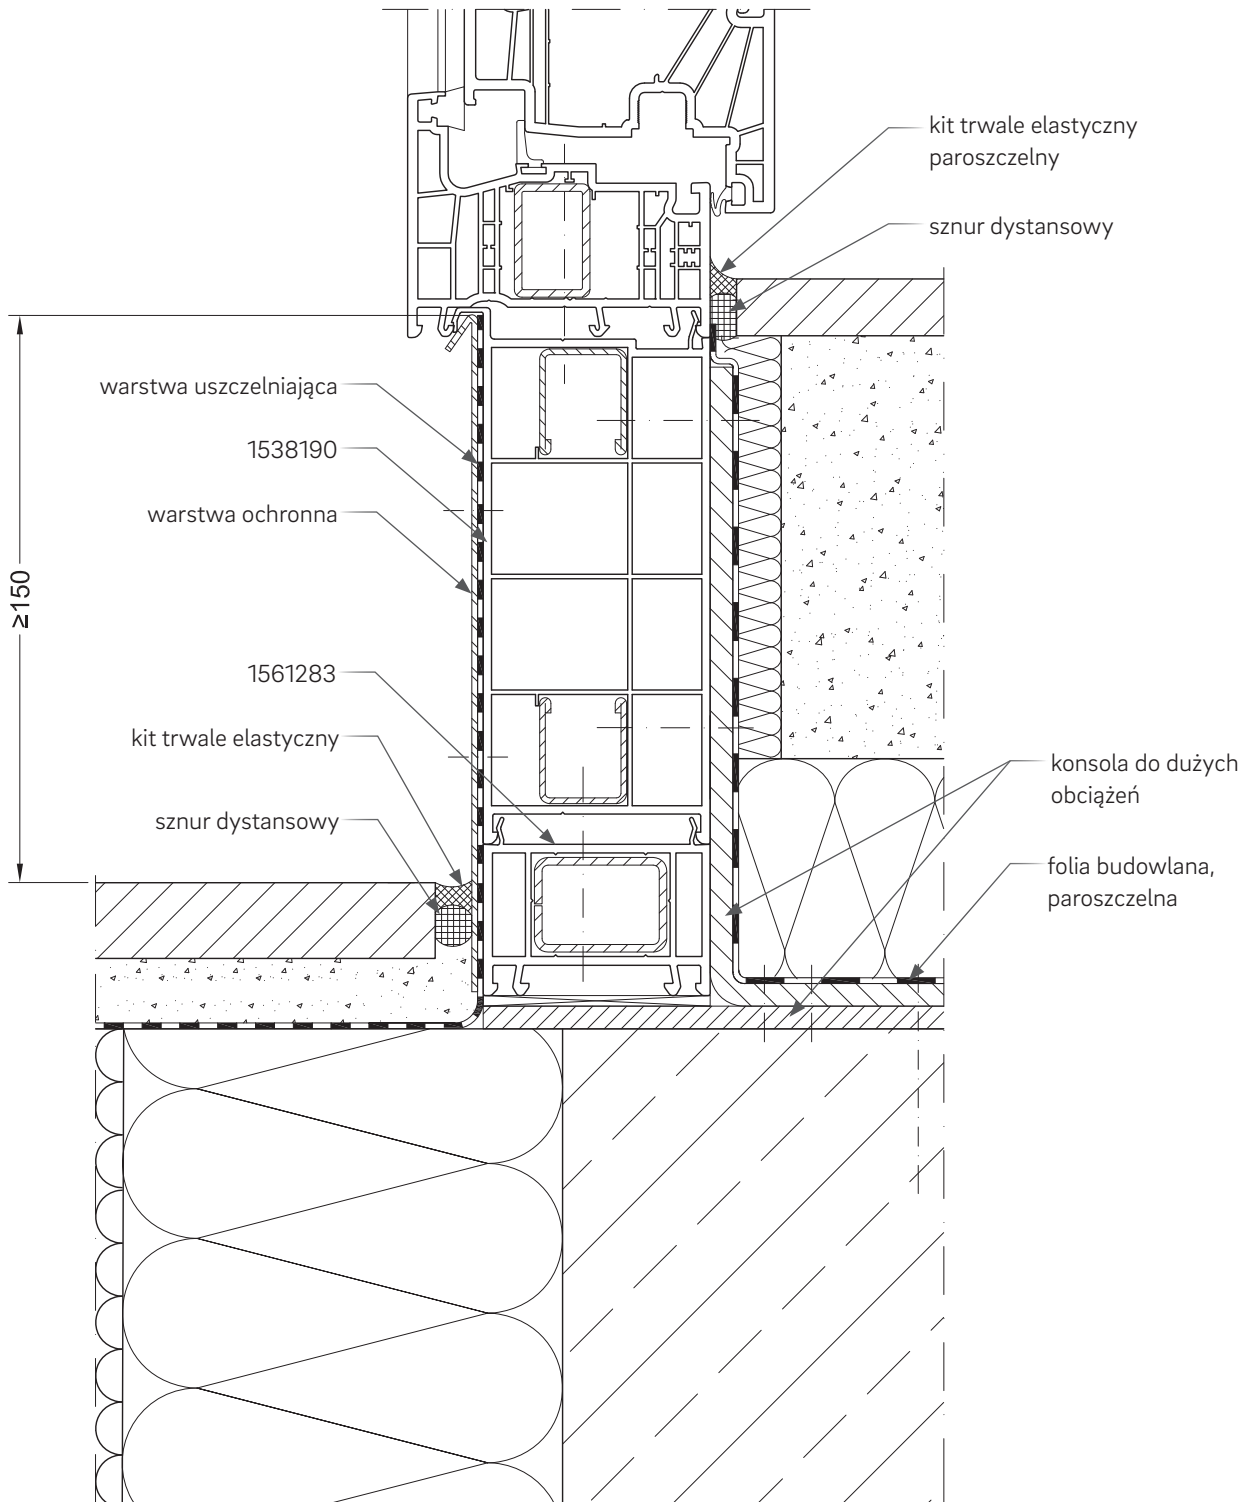 kit trwale elastyczny
paroszczelny
sznur dystansowy
warstwa uszczelniająca
1538190
warstwa ochronna
≥150
1561283
kit trwale elastyczny
sznur dystansowy
konsola do dużych
obciążeń
folia budowlana,
paroszczelna